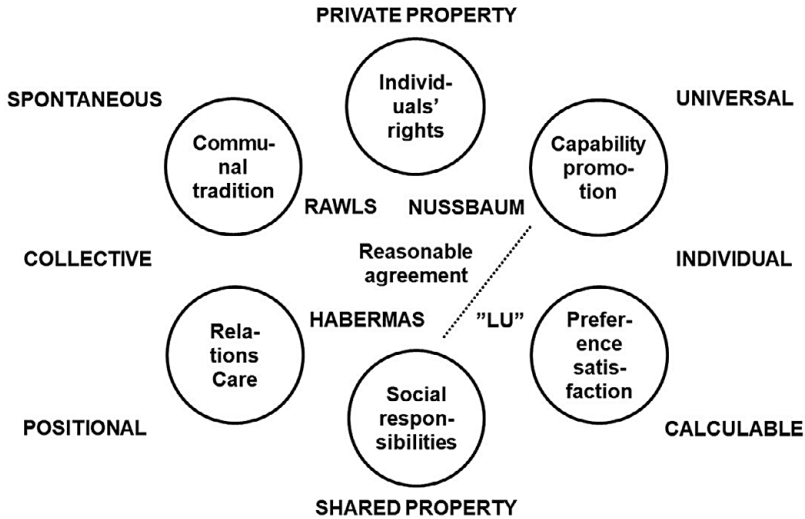 PRIVATE PROPERTY
SPONTANEOUS
UNIVERSAL
Individ-
uals’
rights
Commu-
nal
tradition
Capability
promo-
tion
RAWLS
NUSSBAUM
Reasonable
agreement
COLLECTIVE
INDIVIDUAL
HABERMAS
”LU”
Rela-
tions
Care
Prefer-
ence
satis-
faction
Social
respon-
sibilities
POSITIONAL
CALCULABLE
SHARED PROPERTY